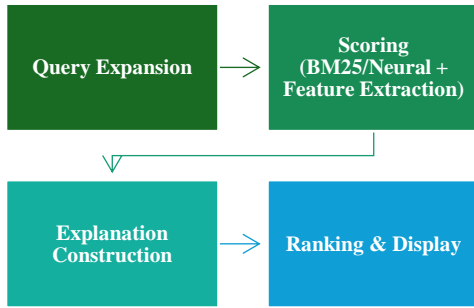 Query Expansion
Scoring
(BM25/Neural +
Feature Extraction)
Explanation
Construction
Ranking & Display